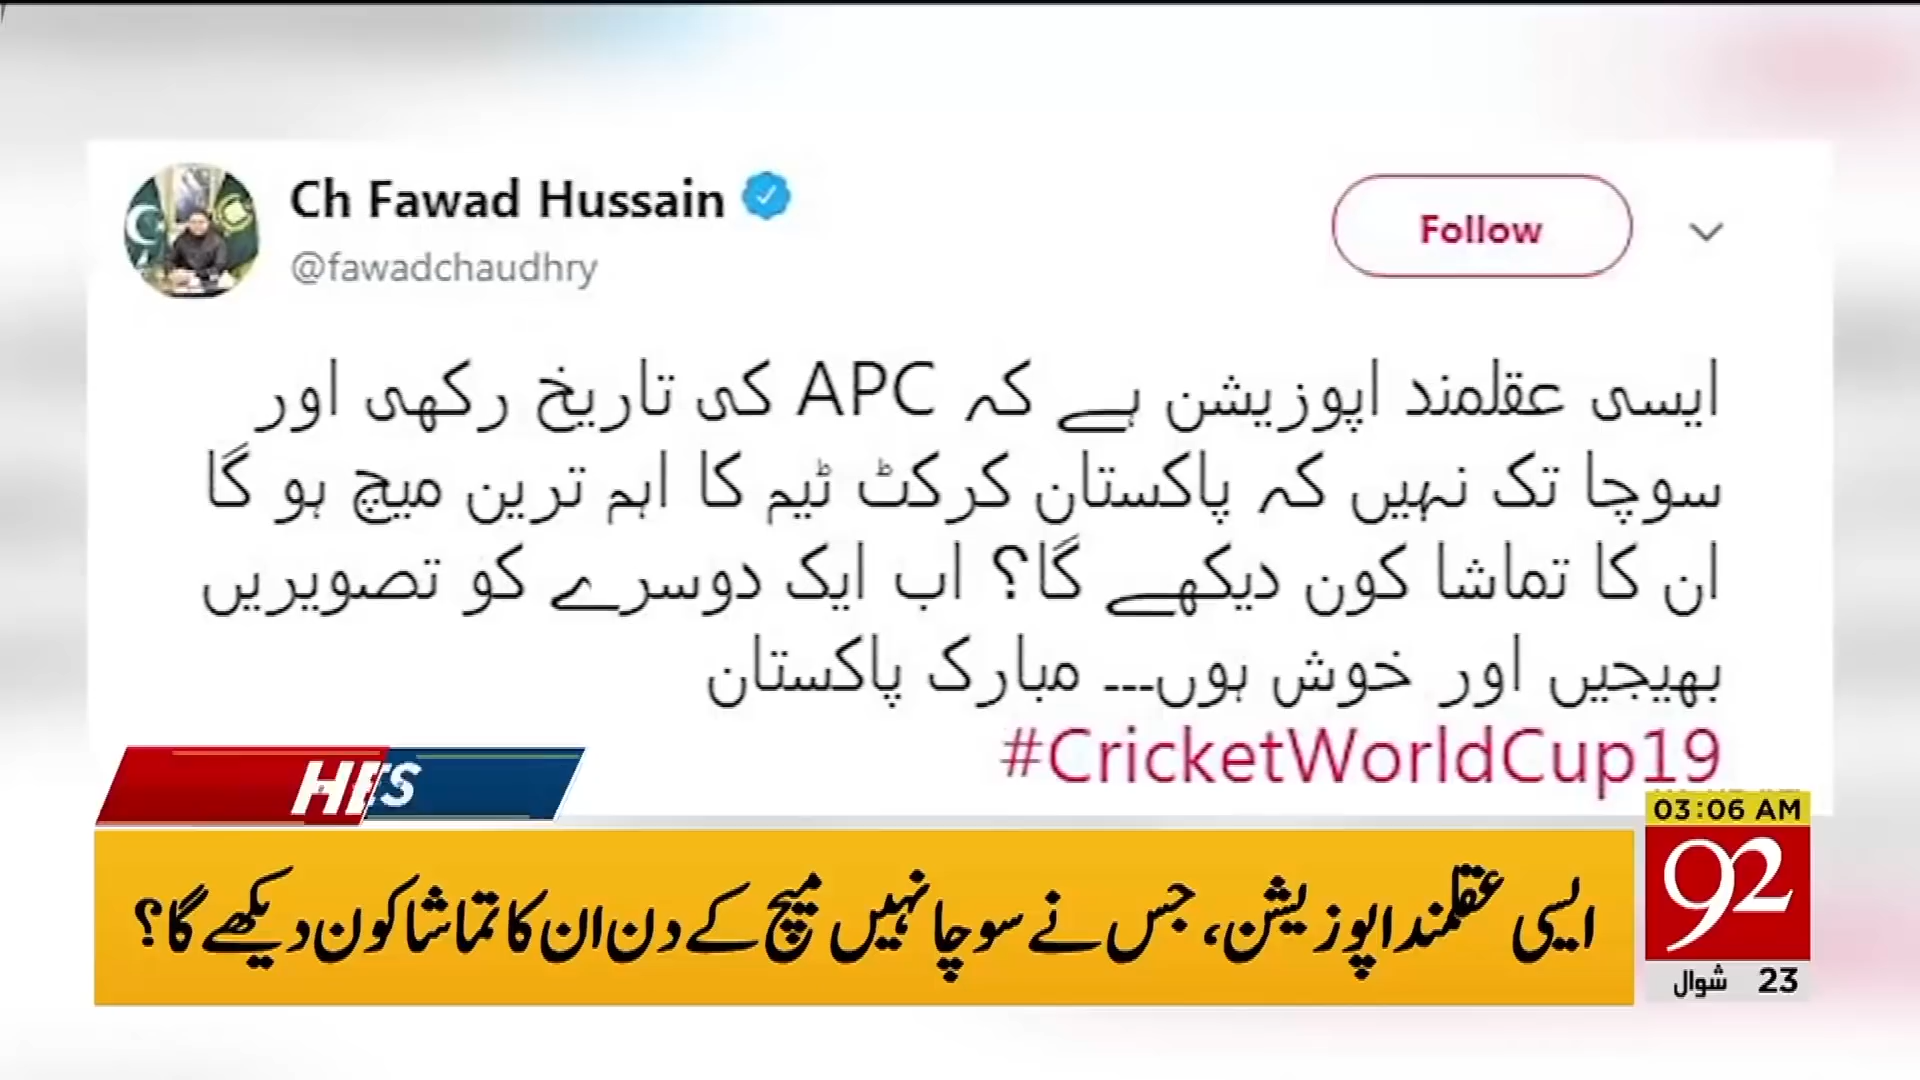 Ch Fawad Hussain
@fawadchaudhry
Follow
ایسی عقلمند اپوزیشن ہے کہ APC کی تاریخ رکھی اور
سوچا تک نہیں کہ پاکستان کرکٹ ٹیم کا اہم ترین میچ ہو گا
ان کا تماشا کون دیکھے گا؟ اب ایک دوسرے کو تصویریں
بھیجیں اور خوش ہوں۔۔۔ مبارک پاکستان
#CricketWorldCup19
03:06 AM
92
ایسی عقلمند اپوزیشن، جس نے سوچا نہیں میچ کے دن ان کا تماشا کون دیکھے گا؟
23 شوال